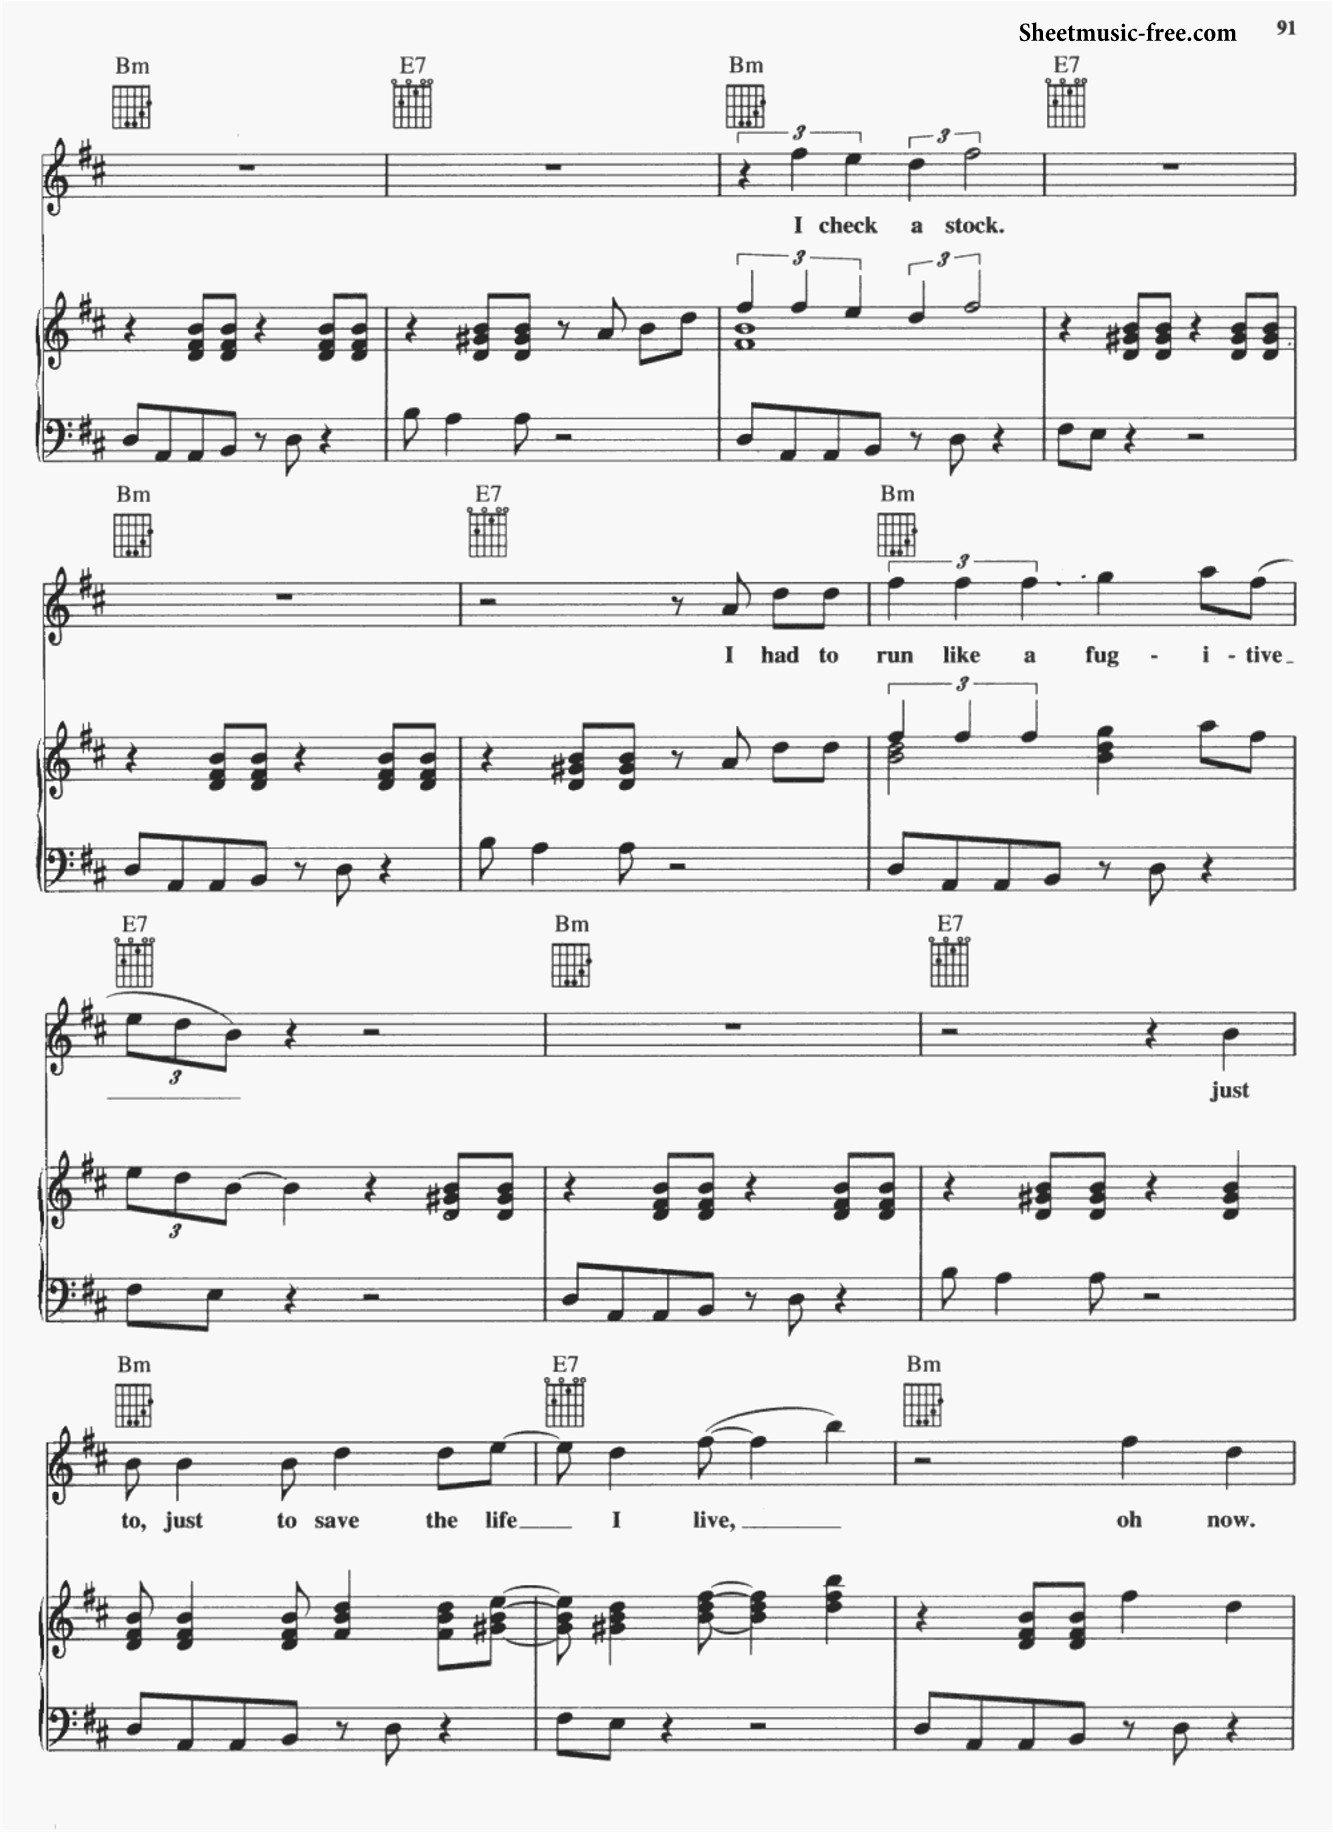 Sheetmusic-free.com 91
Bm E7 Bm E7
3 3
I check a stock.
3 3
Bm E7 Bm
3
I had to run like a fug - i - tive
3
E7 Bm E7
3
just
3
Bm E7 Bm
to, just to save the life I live, oh now.